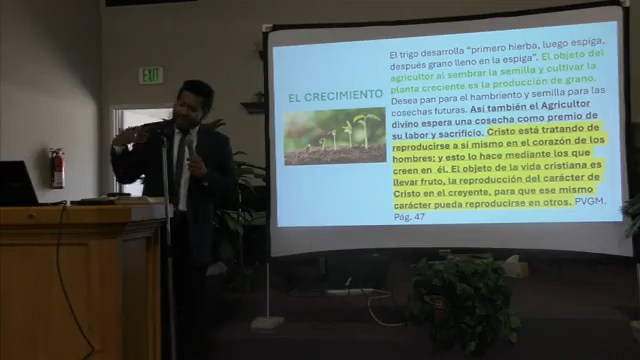 El trigo desarrolla “primero hierba, luego espiga,
después grano lleno en la espiga”. El objeto del
agricultor al sembrar la semilla y cultivar la
planta creciente es la producción de grano.
Desea pan para el hambriento y semilla para las
cosechas futuras. Así también el Agricultor
divino espera una cosecha como premio de
su labor y sacrificio. Cristo está tratando de
reproducirse a sí mismo en el corazón de los
hombres; y esto lo hace mediante los que
creen en él. El objeto de la vida cristiana es
llevar fruto, la reproducción del carácter de
Cristo en el creyente, para que ese mismo
carácter pueda reproducirse en otros. PVGM.
Pág. 47
EL CRECIMIENTO
EXIT